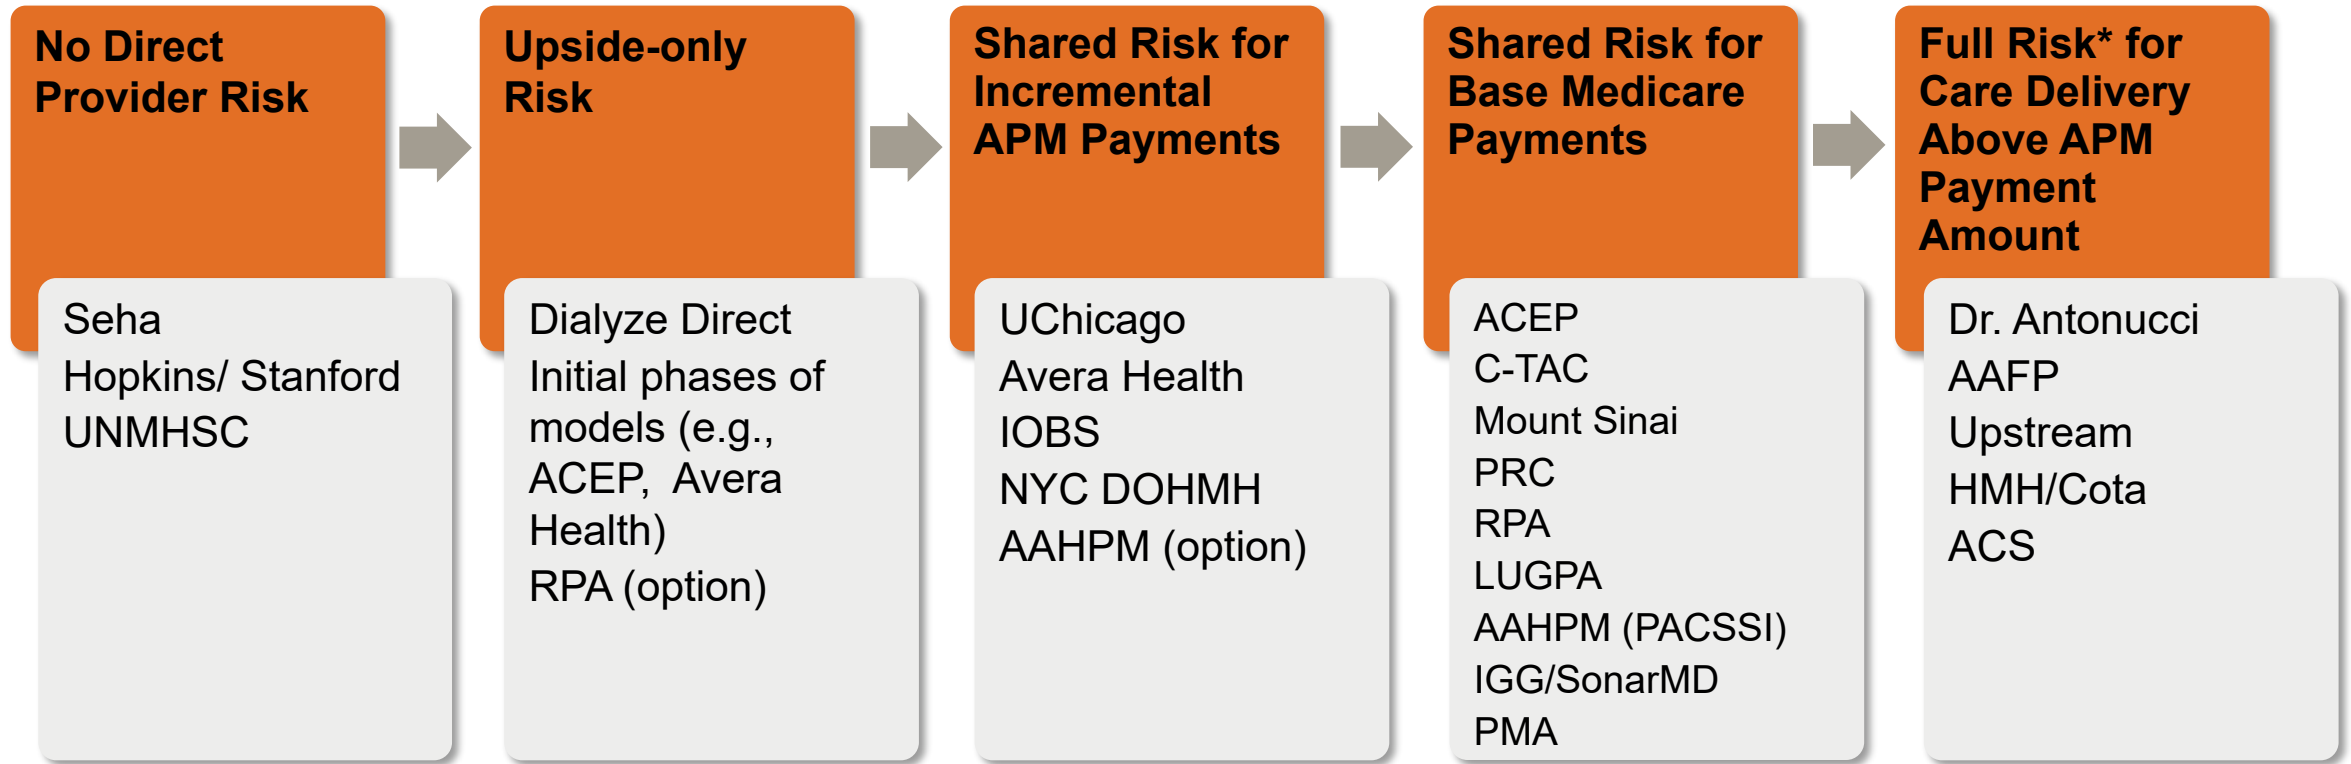 No Direct
Provider Risk
Seha
Hopkins/ Stanford
UNMHSC
Upside-only
Risk
Dialyze Direct
Initial phases of
models (e.g.,
ACEP, Avera
Health)
RPA (option)
Shared Risk for
Incremental
APM Payments
UChicago
Avera Health
IOBS
NYC DOHMH
AAHPM (option)
Shared Risk for
Base Medicare
Payments
ACEP
C-TAC
Mount Sinai
PRC
RPA
LUGPA
AAHPM (PACSSI)
IGG/SonarMD
PMA
Full Risk* for
Care Delivery
Above APM
Payment
Amount
Dr. Antonucci
AAFP
Upstream
HMH/Cota
ACS